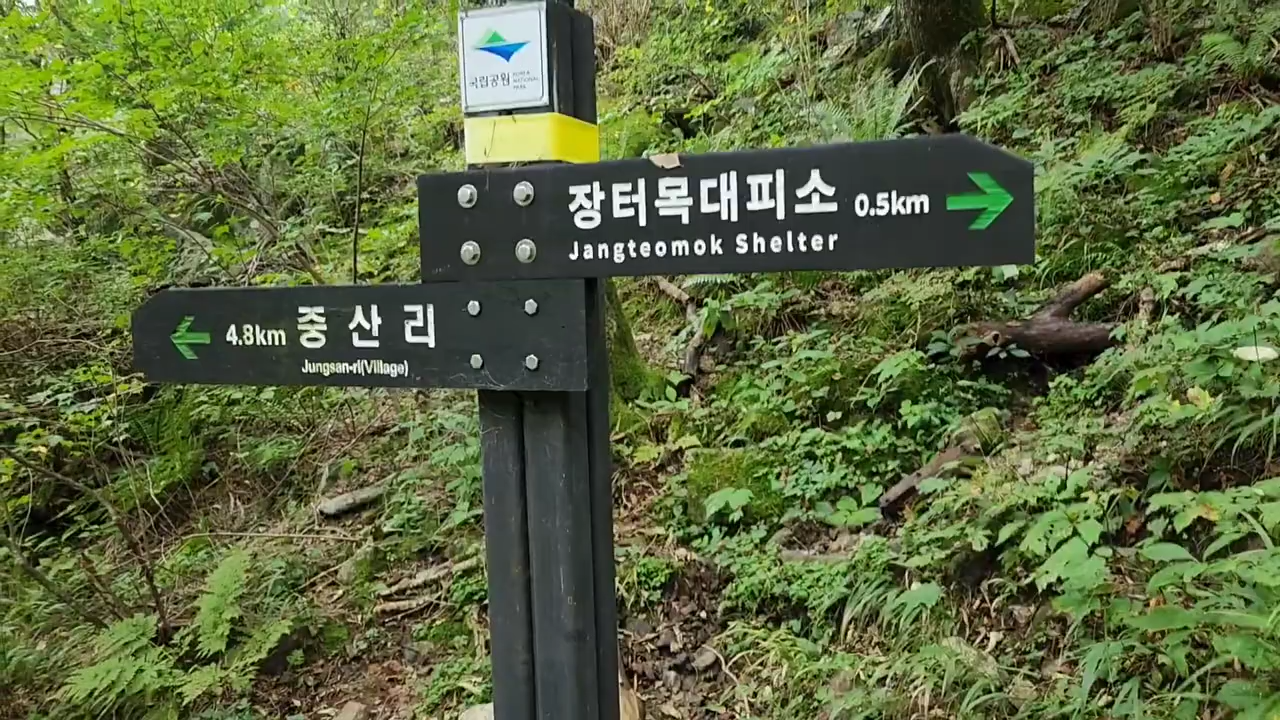 국립공원
KOREA
NATIONAL
PARK
장터목대피소 0.5km
Jangteomok Shelter
4.8km 중산리
Jungsan-ri(Village)